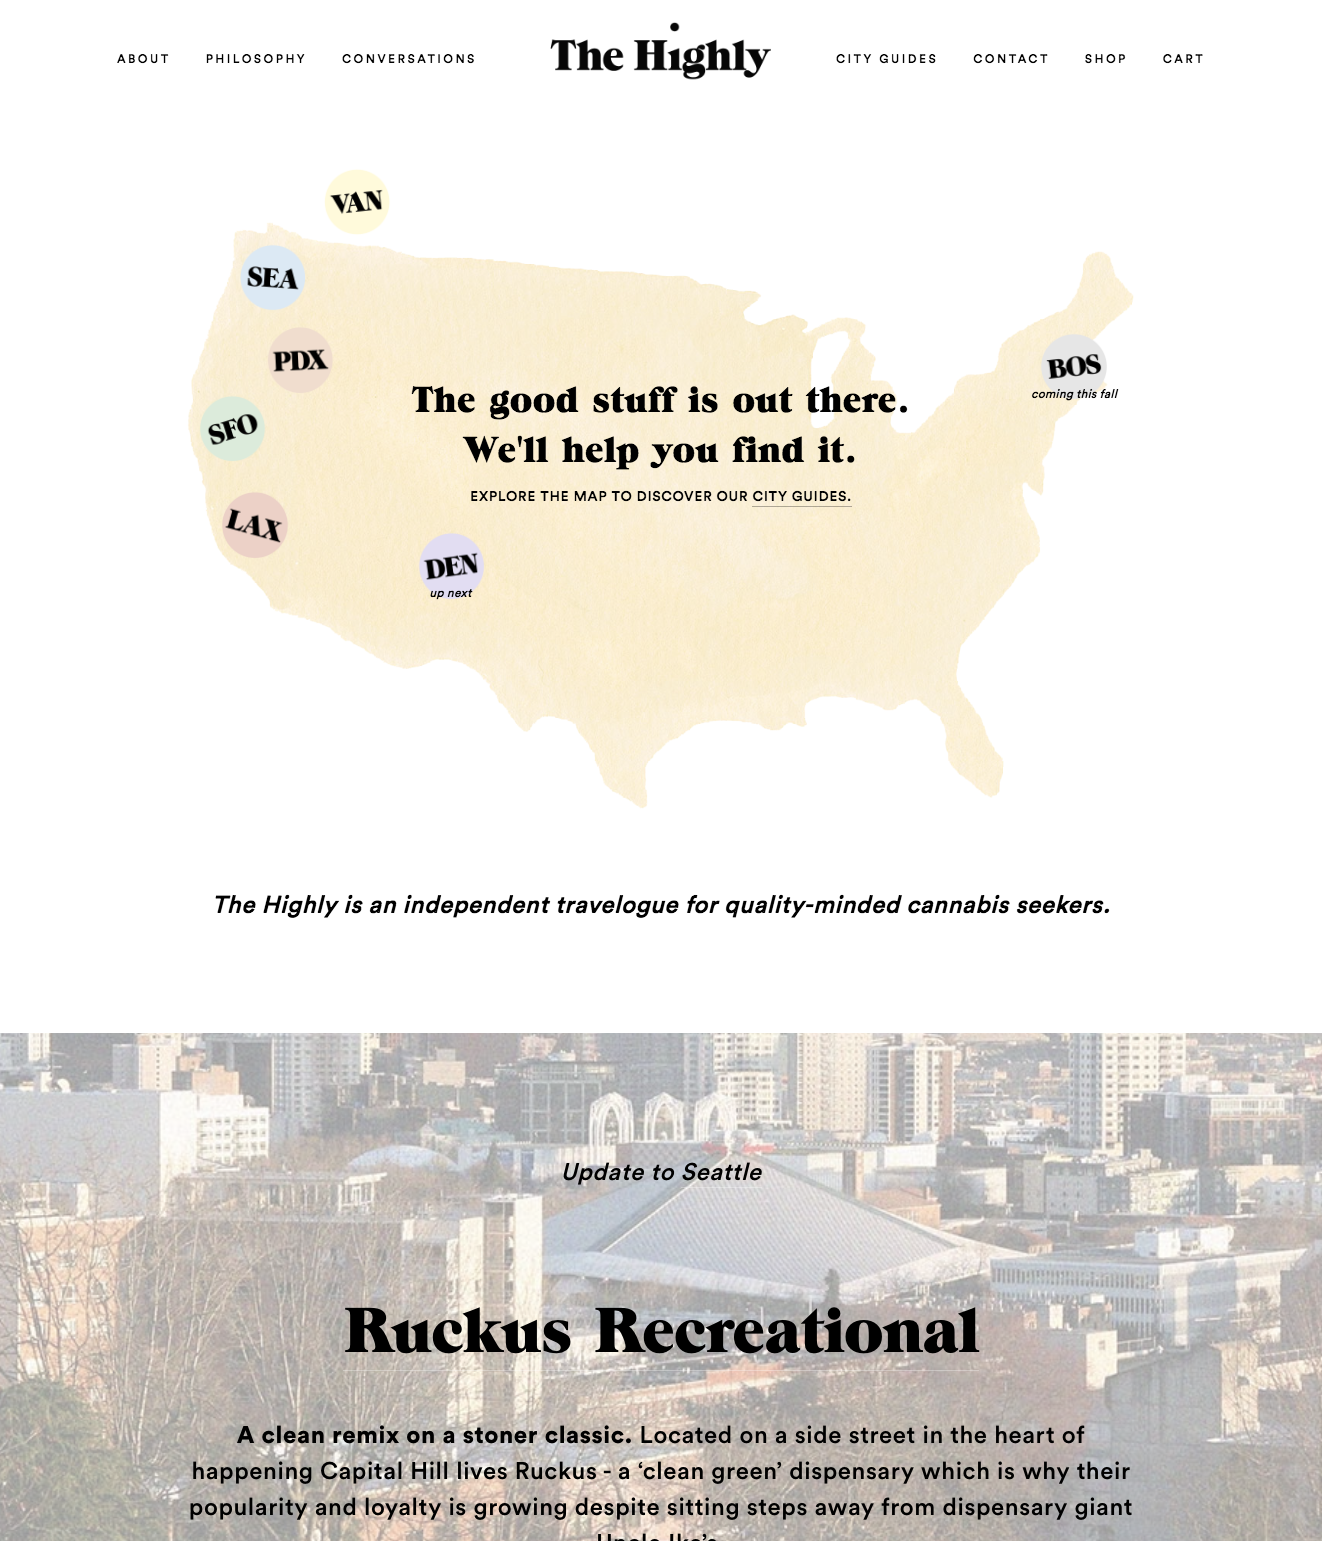 ABOUT PHILOSOPHY CONVERSATIONS The Highly CITY GUIDES CONTACT SHOP CART
VAN
SEA
PDX
BOS
coming this fall
The good stuff is out there.
SFO
We'll help you find it.
EXPLORE THE MAP TO DISCOVER OUR CITY GUIDES.
LAX
DEN
up next
The Highly is an independent travelogue for quality-minded cannabis seekers.
Update to Seattle
Ruckus Recreational
A clean remix on a stoner classic. Located on a side street in the heart of
happening Capital Hill lives Ruckus - a ‘clean green’ dispensary which is why their
popularity and loyalty is growing despite sitting steps away from dispensary giant
Uncle Ike’s